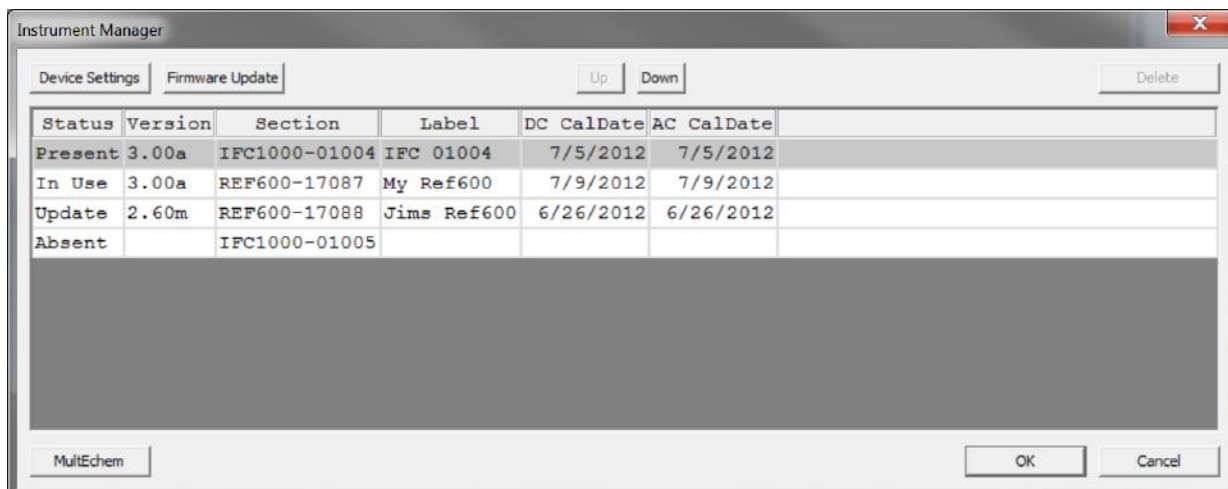 Instrument Manager
Device Settings Firmware Update Up Down Delete
Status Version Section Label DC CalDate AC CalDate
Present 3.00a IFC1000-01004 IFC 01004 7/5/2012 7/5/2012
In Use 3.00a REF600-17087 My Ref600 7/9/2012 7/9/2012
Update 2.60m REF600-17088 Jims Ref600 6/26/2012 6/26/2012
Absent IFC1000-01005
MultEchem OK Cancel